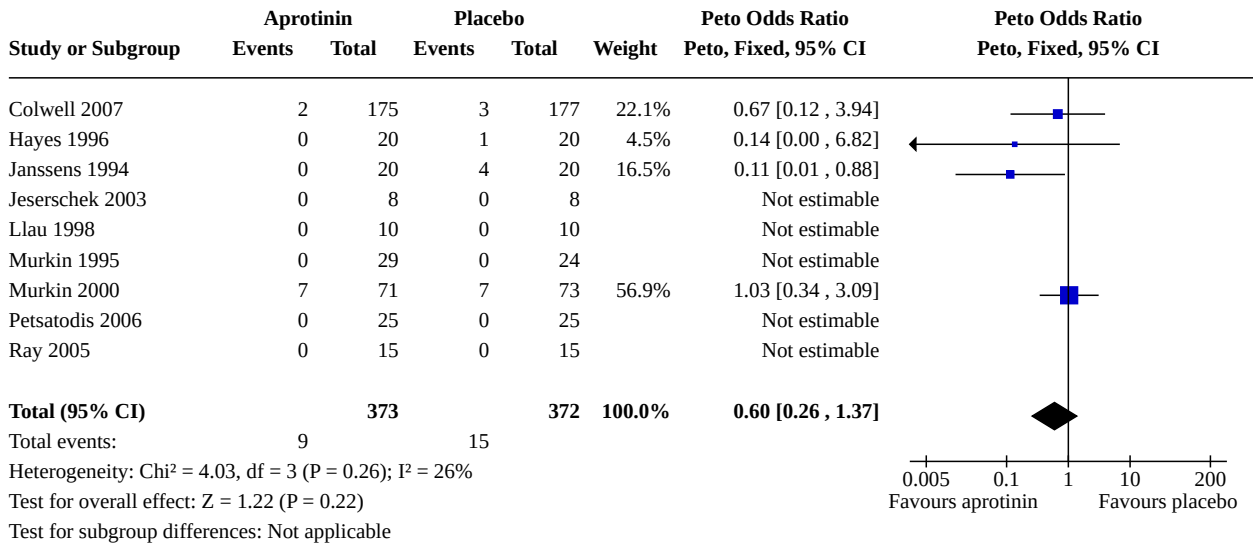 Aprotinin Placebo Peto Odds Ratio Peto Odds Ratio
Study or Subgroup Events Total Events Total Weight Peto, Fixed, 95% CI Peto, Fixed, 95% CI
Colwell 2007 2 175 3 177 22.1% 0.67 [0.12 , 3.94]
Hayes 1996 0 20 1 20 4.5% 0.14 [0.00 , 6.82]
Janssens 1994 0 20 4 20 16.5% 0.11 [0.01 , 0.88]
Jeserschek 2003 0 8 0 8 Not estimable
Llau 1998 0 10 0 10 Not estimable
Murkin 1995 0 29 0 24 Not estimable
Murkin 2000 7 71 7 73 56.9% 1.03 [0.34 , 3.09]
Petsatodis 2006 0 25 0 25 Not estimable
Ray 2005 0 15 0 15 Not estimable
Total (95% CI) 373 372 100.0% 0.60 [0.26 , 1.37]
Total events: 9 15
Heterogeneity: Chi² = 4.03, df = 3 (P = 0.26); I² = 26%
Test for overall effect: Z = 1.22 (P = 0.22)
Test for subgroup differences: Not applicable
0.005 0.1 1 10 200
Favours aprotinin Favours placebo